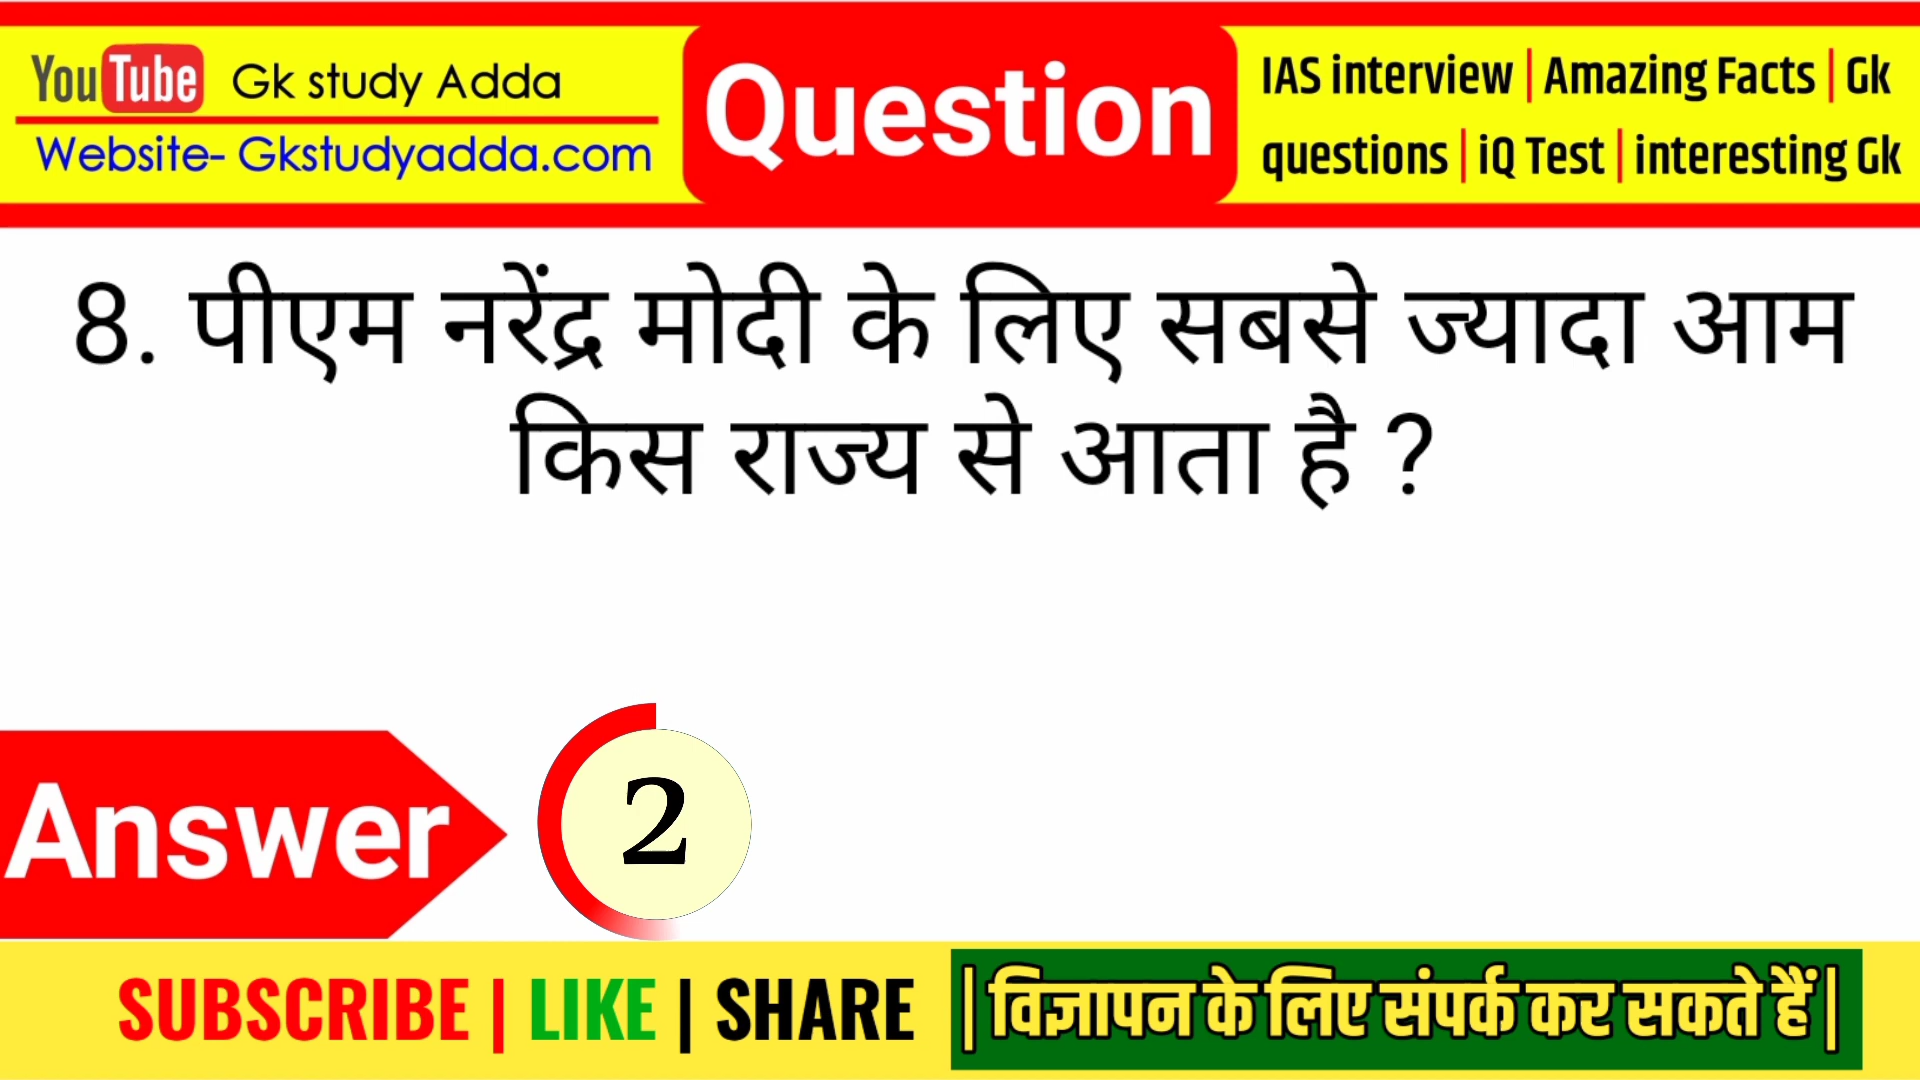 YouTube Gk study Adda
Website- Gkstudyadda.com
Question
IAS interview | Amazing Facts | Gk
questions | iQ Test | interesting Gk
8. पीएम नरेंद्र मोदी के लिए सबसे ज्यादा आम
किस राज्य से आता है ?
Answer
2
SUBSCRIBE | LIKE | SHARE
| विज्ञापन के लिए संपर्क कर सकते हैं |